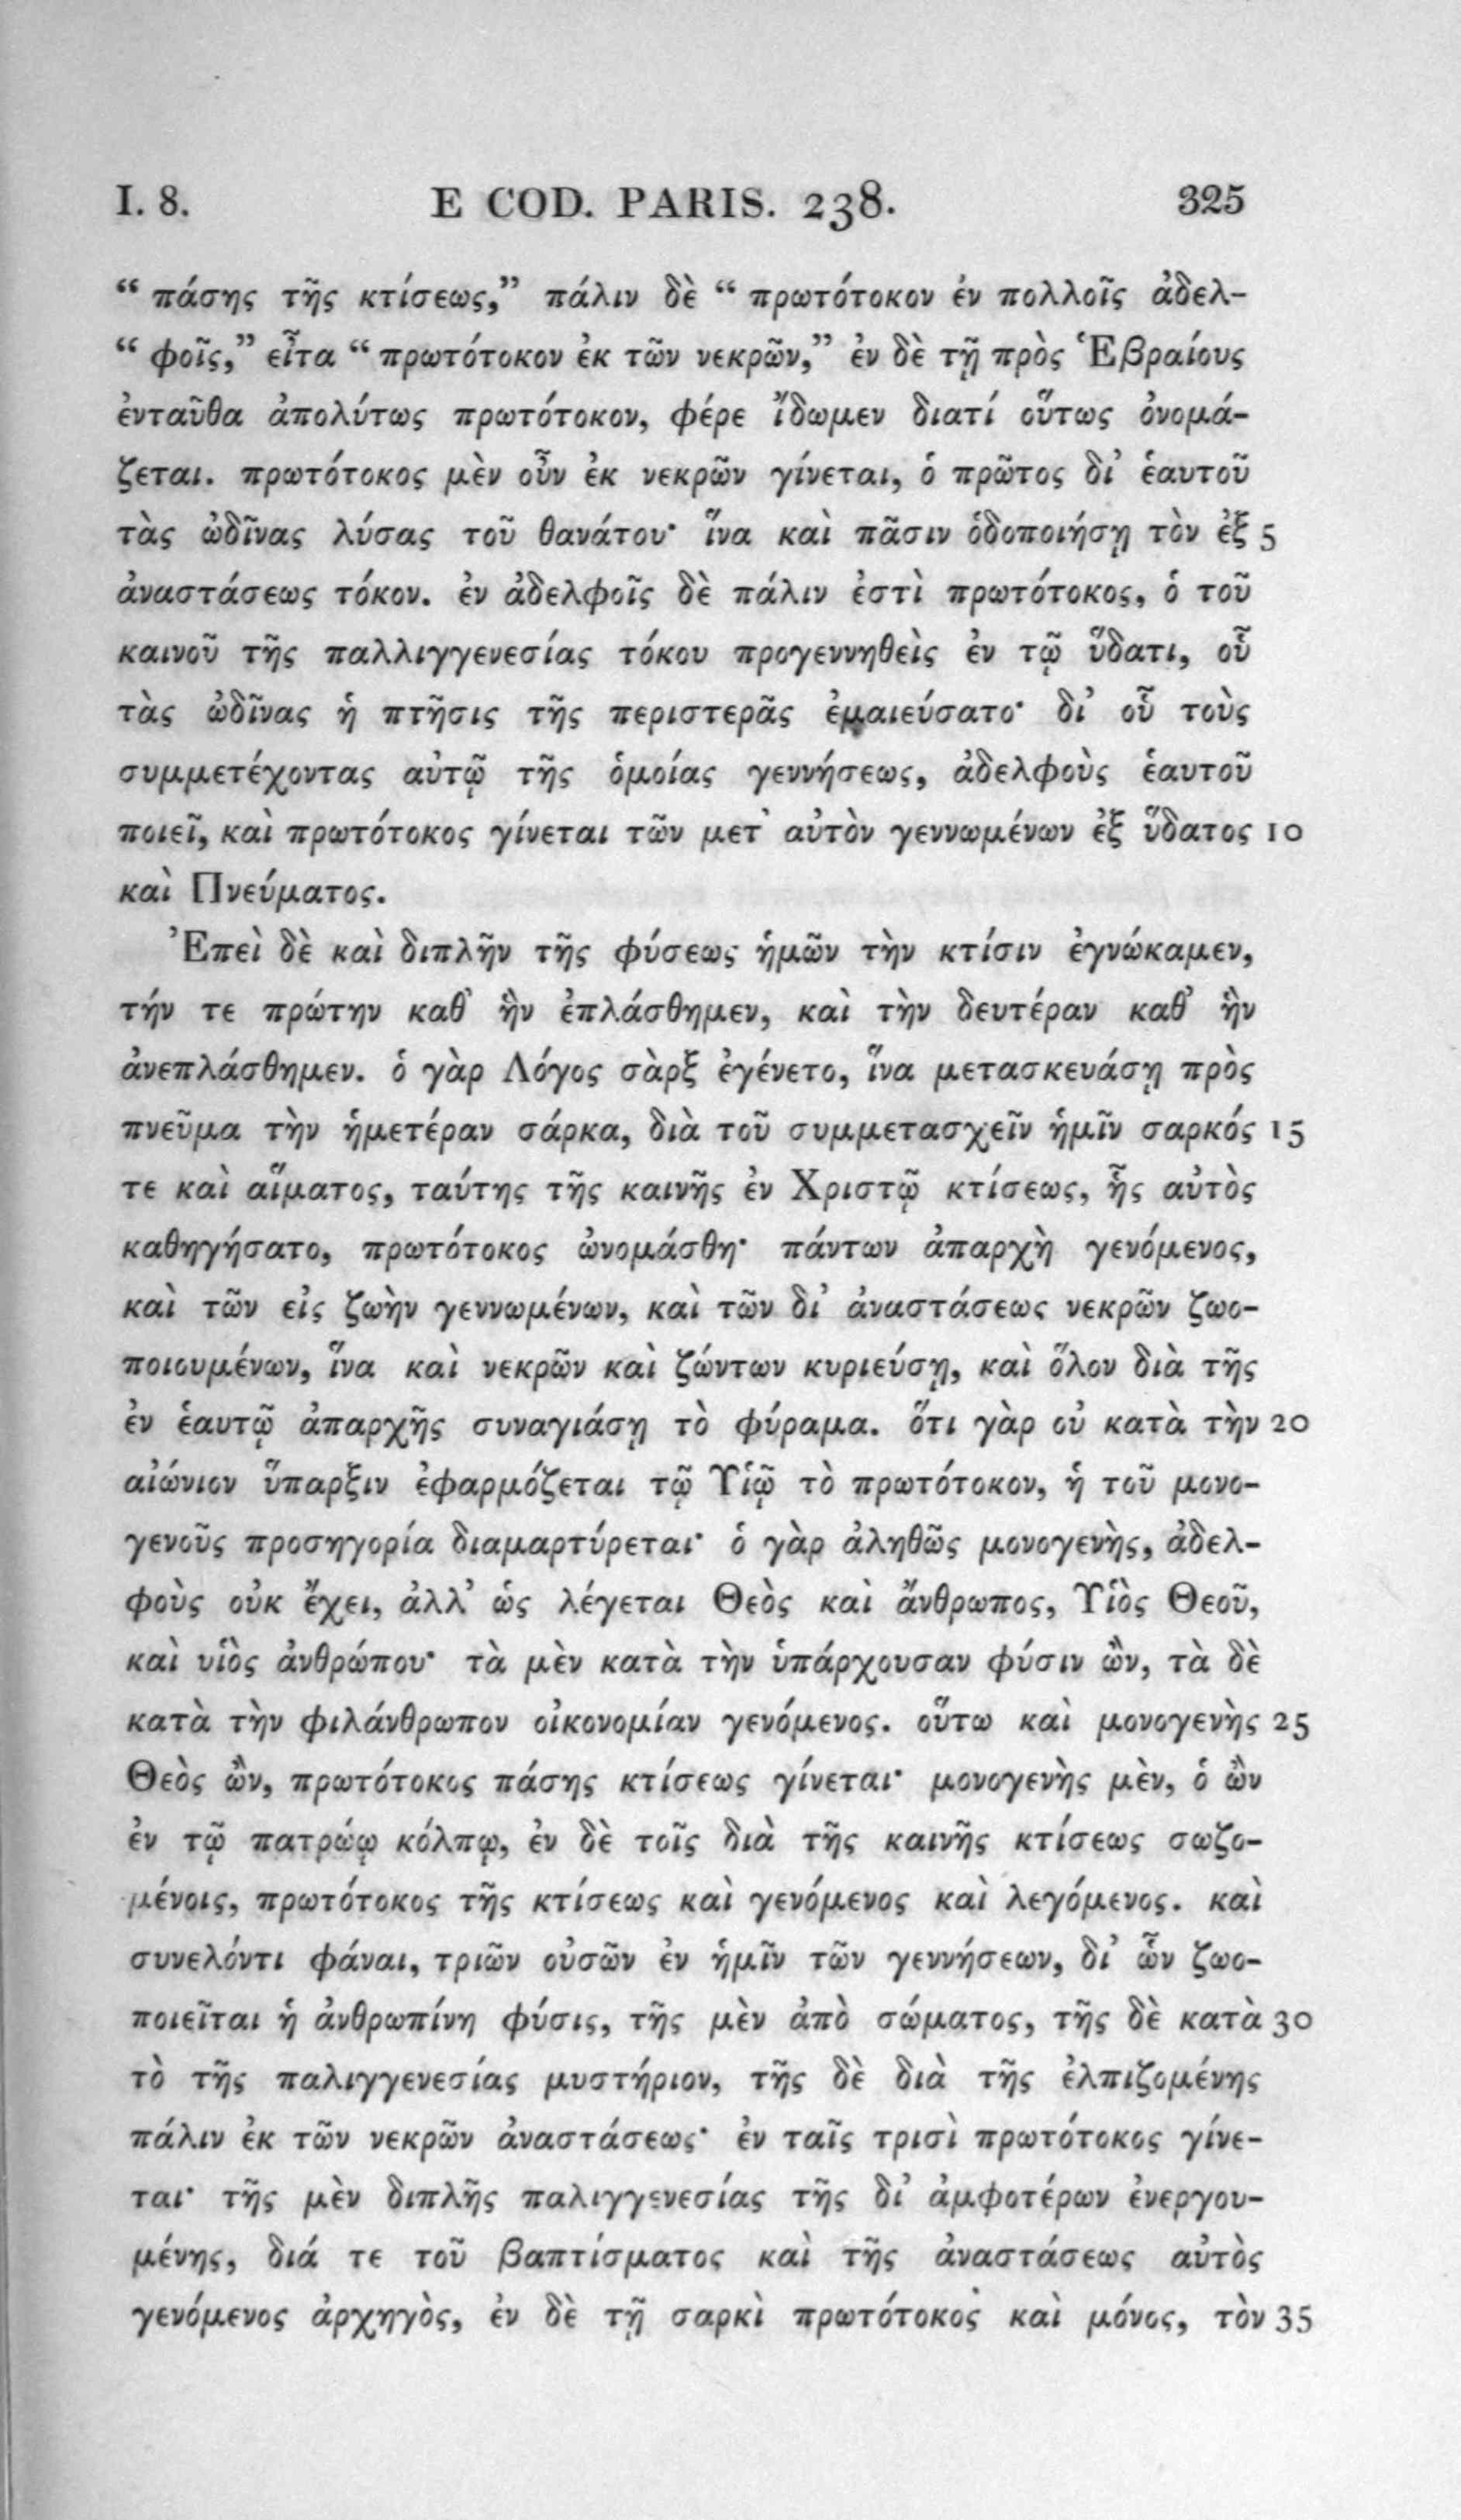 I. 8. E COD. PARIS. 238. 325
“ πάσης τῆς κτίσεως,” πάλιν δὲ “ πρωτότοκον ἐν πολλοῖς ἀδελ-
“ φοῖς,” εἶτα “ πρωτότοκον ἐκ τῶν νεκρῶν,” ἐν δὲ τῇ πρὸς Ἑβραίους
ἐνταῦθα ἀπολύτως πρωτότοκον, φέρε ἴδωμεν διατί οὕτως ὀνομά-
ζεται. πρωτότοκος μὲν οὖν ἐκ νεκρῶν γίνεται, ὁ πρῶτος δι’ ἑαυτοῦ
τὰς ὠδῖνας λύσας τοῦ θανάτου· ἵνα καὶ πᾶσιν ὁδοποιήσῃ τὸν ἐξ 5
ἀναστάσεως τόκον. ἐν ἀδελφοῖς δὲ πάλιν ἐστὶ πρωτότοκος, ὁ τοῦ
καινοῦ τῆς παλλιγγενεσίας τόκου προγεννηθεὶς ἐν τῷ ὕδατι, οὗ
τὰς ὠδῖνας ἡ πτῆσις τῆς περιστερᾶς ἐμαιεύσατο· δι’ οὗ τοὺς
συμμετέχοντας αὐτῷ τῆς ὁμοίας γεννήσεως, ἀδελφοὺς ἑαυτοῦ
ποιεῖ, καὶ πρωτότοκος γίνεται τῶν μετ’ αὐτὸν γεννωμένων ἐξ ὕδατος 10
καὶ Πνεύματος.
Ἐπεὶ δὲ καὶ διπλῆν τῆς φύσεως ἡμῶν τὴν κτίσιν ἐγνώκαμεν,
τήν τε πρώτην καθ’ ἣν ἐπλάσθημεν, καὶ τὴν δευτέραν καθ’ ἣν
ἀνεπλάσθημεν. ὁ γὰρ Λόγος σὰρξ ἐγένετο, ἵνα μετασκευάσῃ πρὸς
πνεῦμα τὴν ἡμετέραν σάρκα, διὰ τοῦ συμμετασχεῖν ἡμῖν σαρκός 15
τε καὶ αἵματος, ταύτης τῆς καινῆς ἐν Χριστῷ κτίσεως, ἧς αὐτὸς
καθηγήσατο, πρωτότοκος ὠνομάσθη· πάντων ἀπαρχὴ γενόμενος,
καὶ τῶν εἰς ζωὴν γεννωμένων, καὶ τῶν δι’ ἀναστάσεως νεκρῶν ζωο-
ποιουμένων, ἵνα καὶ νεκρῶν καὶ ζώντων κυριεύσῃ, καὶ ὅλον διὰ τῆς
ἐν ἑαυτῷ ἀπαρχῆς συναγιάσῃ τὸ φύραμα. ὅτι γὰρ οὐ κατὰ τὴν 20
αἰώνιον ὕπαρξιν ἐφαρμόζεται τῷ Υἱῷ τὸ πρωτότοκον, ἡ τοῦ μονο-
γενοῦς προσηγορία διαμαρτύρεται· ὁ γὰρ ἀληθῶς μονογενὴς, ἀδελ-
φοὺς οὐκ ἔχει, ἀλλ’ ὡς λέγεται Θεὸς καὶ ἄνθρωπος, Υἱὸς Θεοῦ,
καὶ υἱὸς ἀνθρώπου· τὰ μὲν κατὰ τὴν ὑπάρχουσαν φύσιν ὢν, τὰ δὲ
κατὰ τὴν φιλάνθρωπον οἰκονομίαν γενόμενος. οὕτω καὶ μονογενὴς 25
Θεὸς ὢν, πρωτότοκος πάσης κτίσεως γίνεται· μονογενὴς μὲν, ὁ ὢν
ἐν τῷ πατρώῳ κόλπῳ, ἐν δὲ τοῖς διὰ τῆς καινῆς κτίσεως σωζο-
μένοις, πρωτότοκος τῆς κτίσεως καὶ γενόμενος καὶ λεγόμενος. καὶ
συνελόντι φάναι, τριῶν οὐσῶν ἐν ἡμῖν τῶν γεννήσεων, δι’ ὧν ζωο-
ποιεῖται ἡ ἀνθρωπίνη φύσις, τῆς μὲν ἀπὸ σώματος, τῆς δὲ κατὰ 30
τὸ τῆς παλιγγενεσίας μυστήριον, τῆς δὲ διὰ τῆς ἐλπιζομένης
πάλιν ἐκ τῶν νεκρῶν ἀναστάσεως· ἐν ταῖς τρισὶ πρωτότοκος γίνε-
ται· τῆς μὲν διπλῆς παλιγγενεσίας τῆς δι’ ἀμφοτέρων ἐνεργου-
μένης, διά τε τοῦ βαπτίσματος καὶ τῆς ἀναστάσεως αὐτὸς
γενόμενος ἀρχηγὸς, ἐν δὲ τῇ σαρκὶ πρωτότοκος καὶ μόνος, τὸν 35